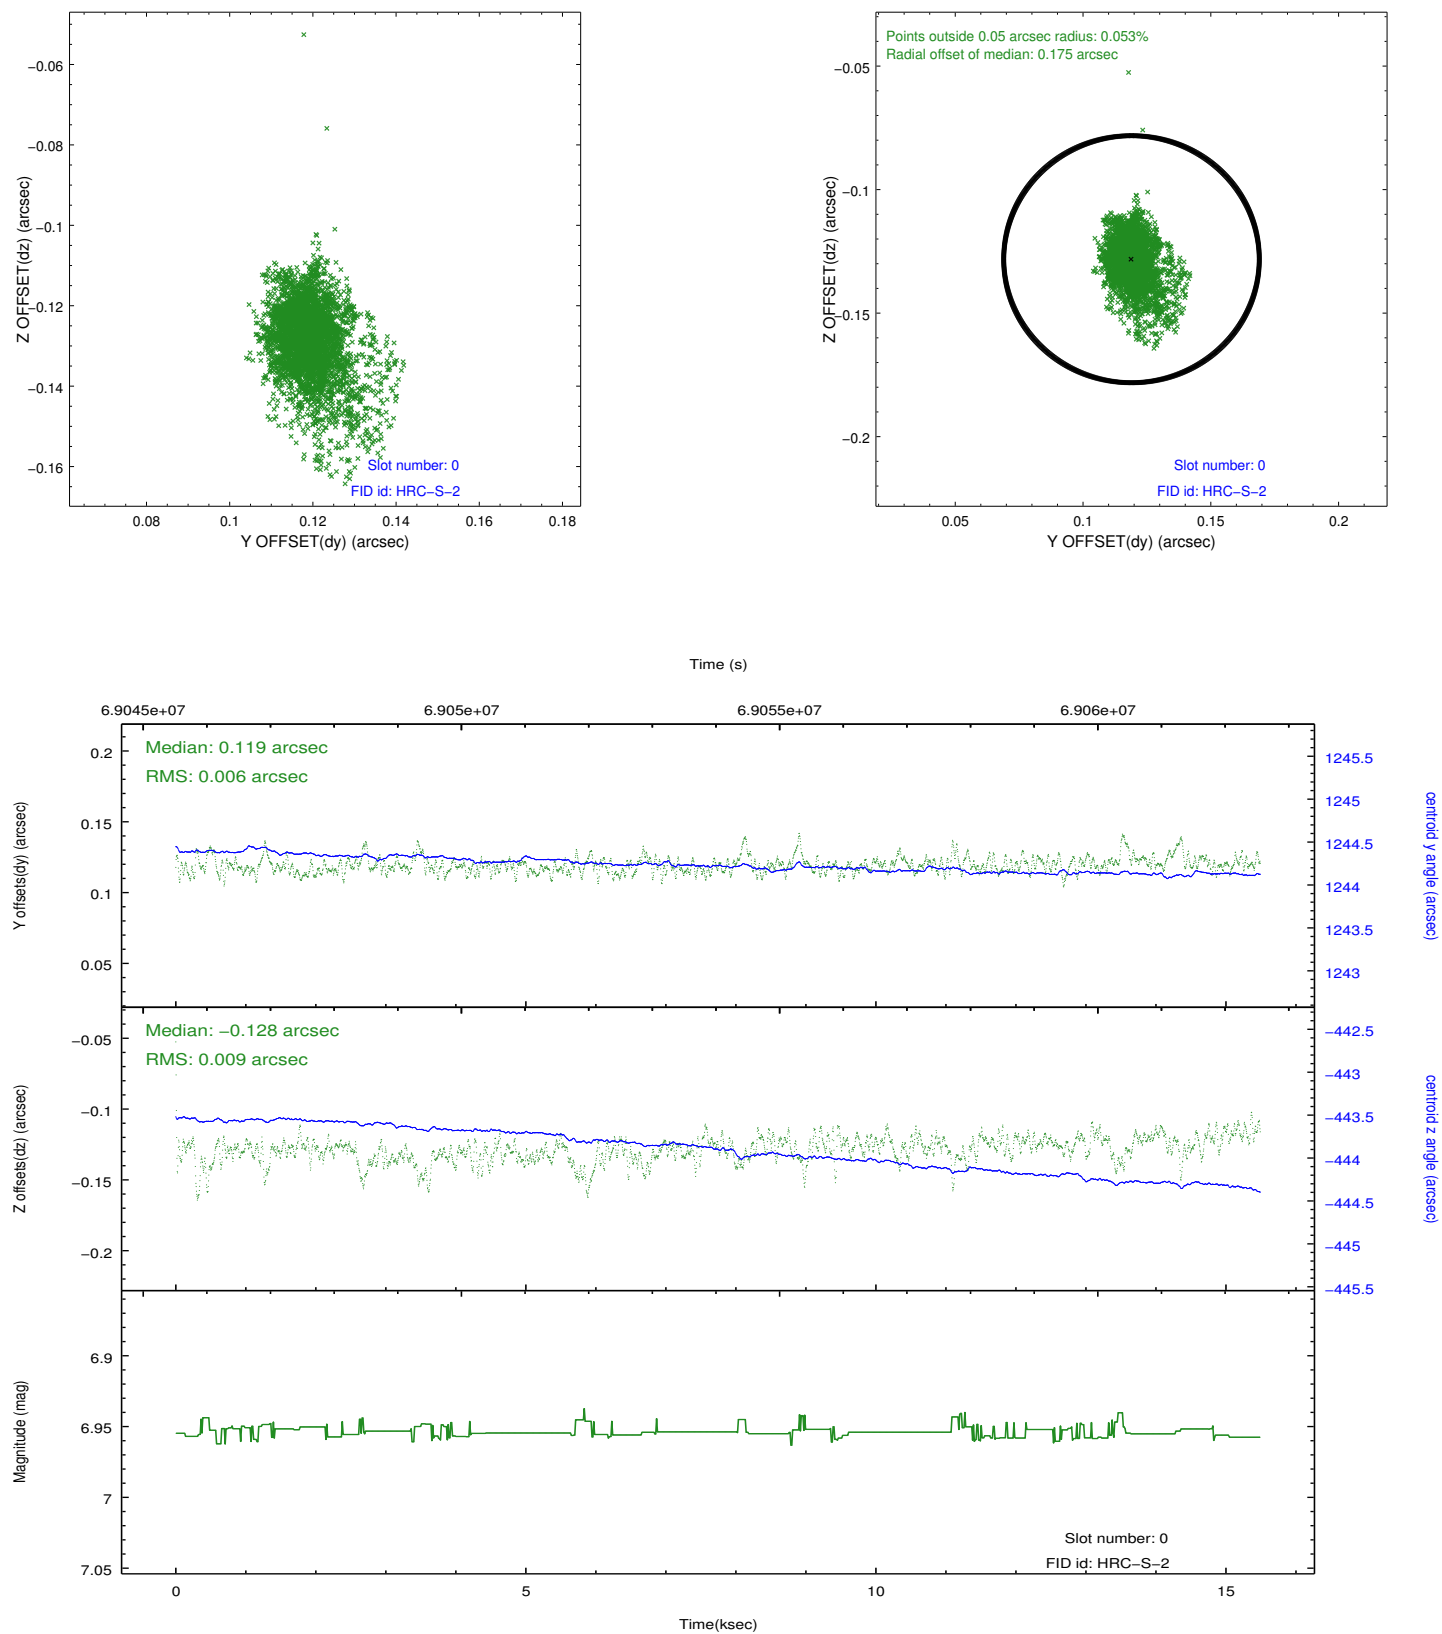 −0.06
−0.08
−0.1
−0.12
−0.14
−0.16
Z OFFSET(dz) (arcsec)
Slot number: 0
FID id: HRC−S−2
0.08
0.1
0.12
0.14
0.16
0.18
Y OFFSET(dy) (arcsec)
Points outside 0.05 arcsec radius: 0.053%
Radial offset of median: 0.175 arcsec
−0.05
−0.1
−0.15
−0.2
Z OFFSET(dz) (arcsec)
Slot number: 0
FID id: HRC−S−2
0.05
0.1
0.15
0.2
Y OFFSET(dy) (arcsec)
Time (s)
6.9045e+07
6.905e+07
6.9055e+07
6.906e+07
Median: 0.119 arcsec
RMS: 0.006 arcsec
0.2
0.15
0.1
0.05
Y offsets(dy) (arcsec)
1245.5
1245
1244.5
1244
1243.5
1243
centroid y angle (arcsec)
Median: −0.128 arcsec
RMS: 0.009 arcsec
−0.05
−0.1
−0.15
−0.2
Z offsets(dz) (arcsec)
−442.5
−443
−443.5
−444
−444.5
−445
−445.5
centroid z angle (arcsec)
6.9
6.95
7
7.05
Magnitude (mag)
Slot number: 0
FID id: HRC−S−2
0
5
10
15
Time(ksec)